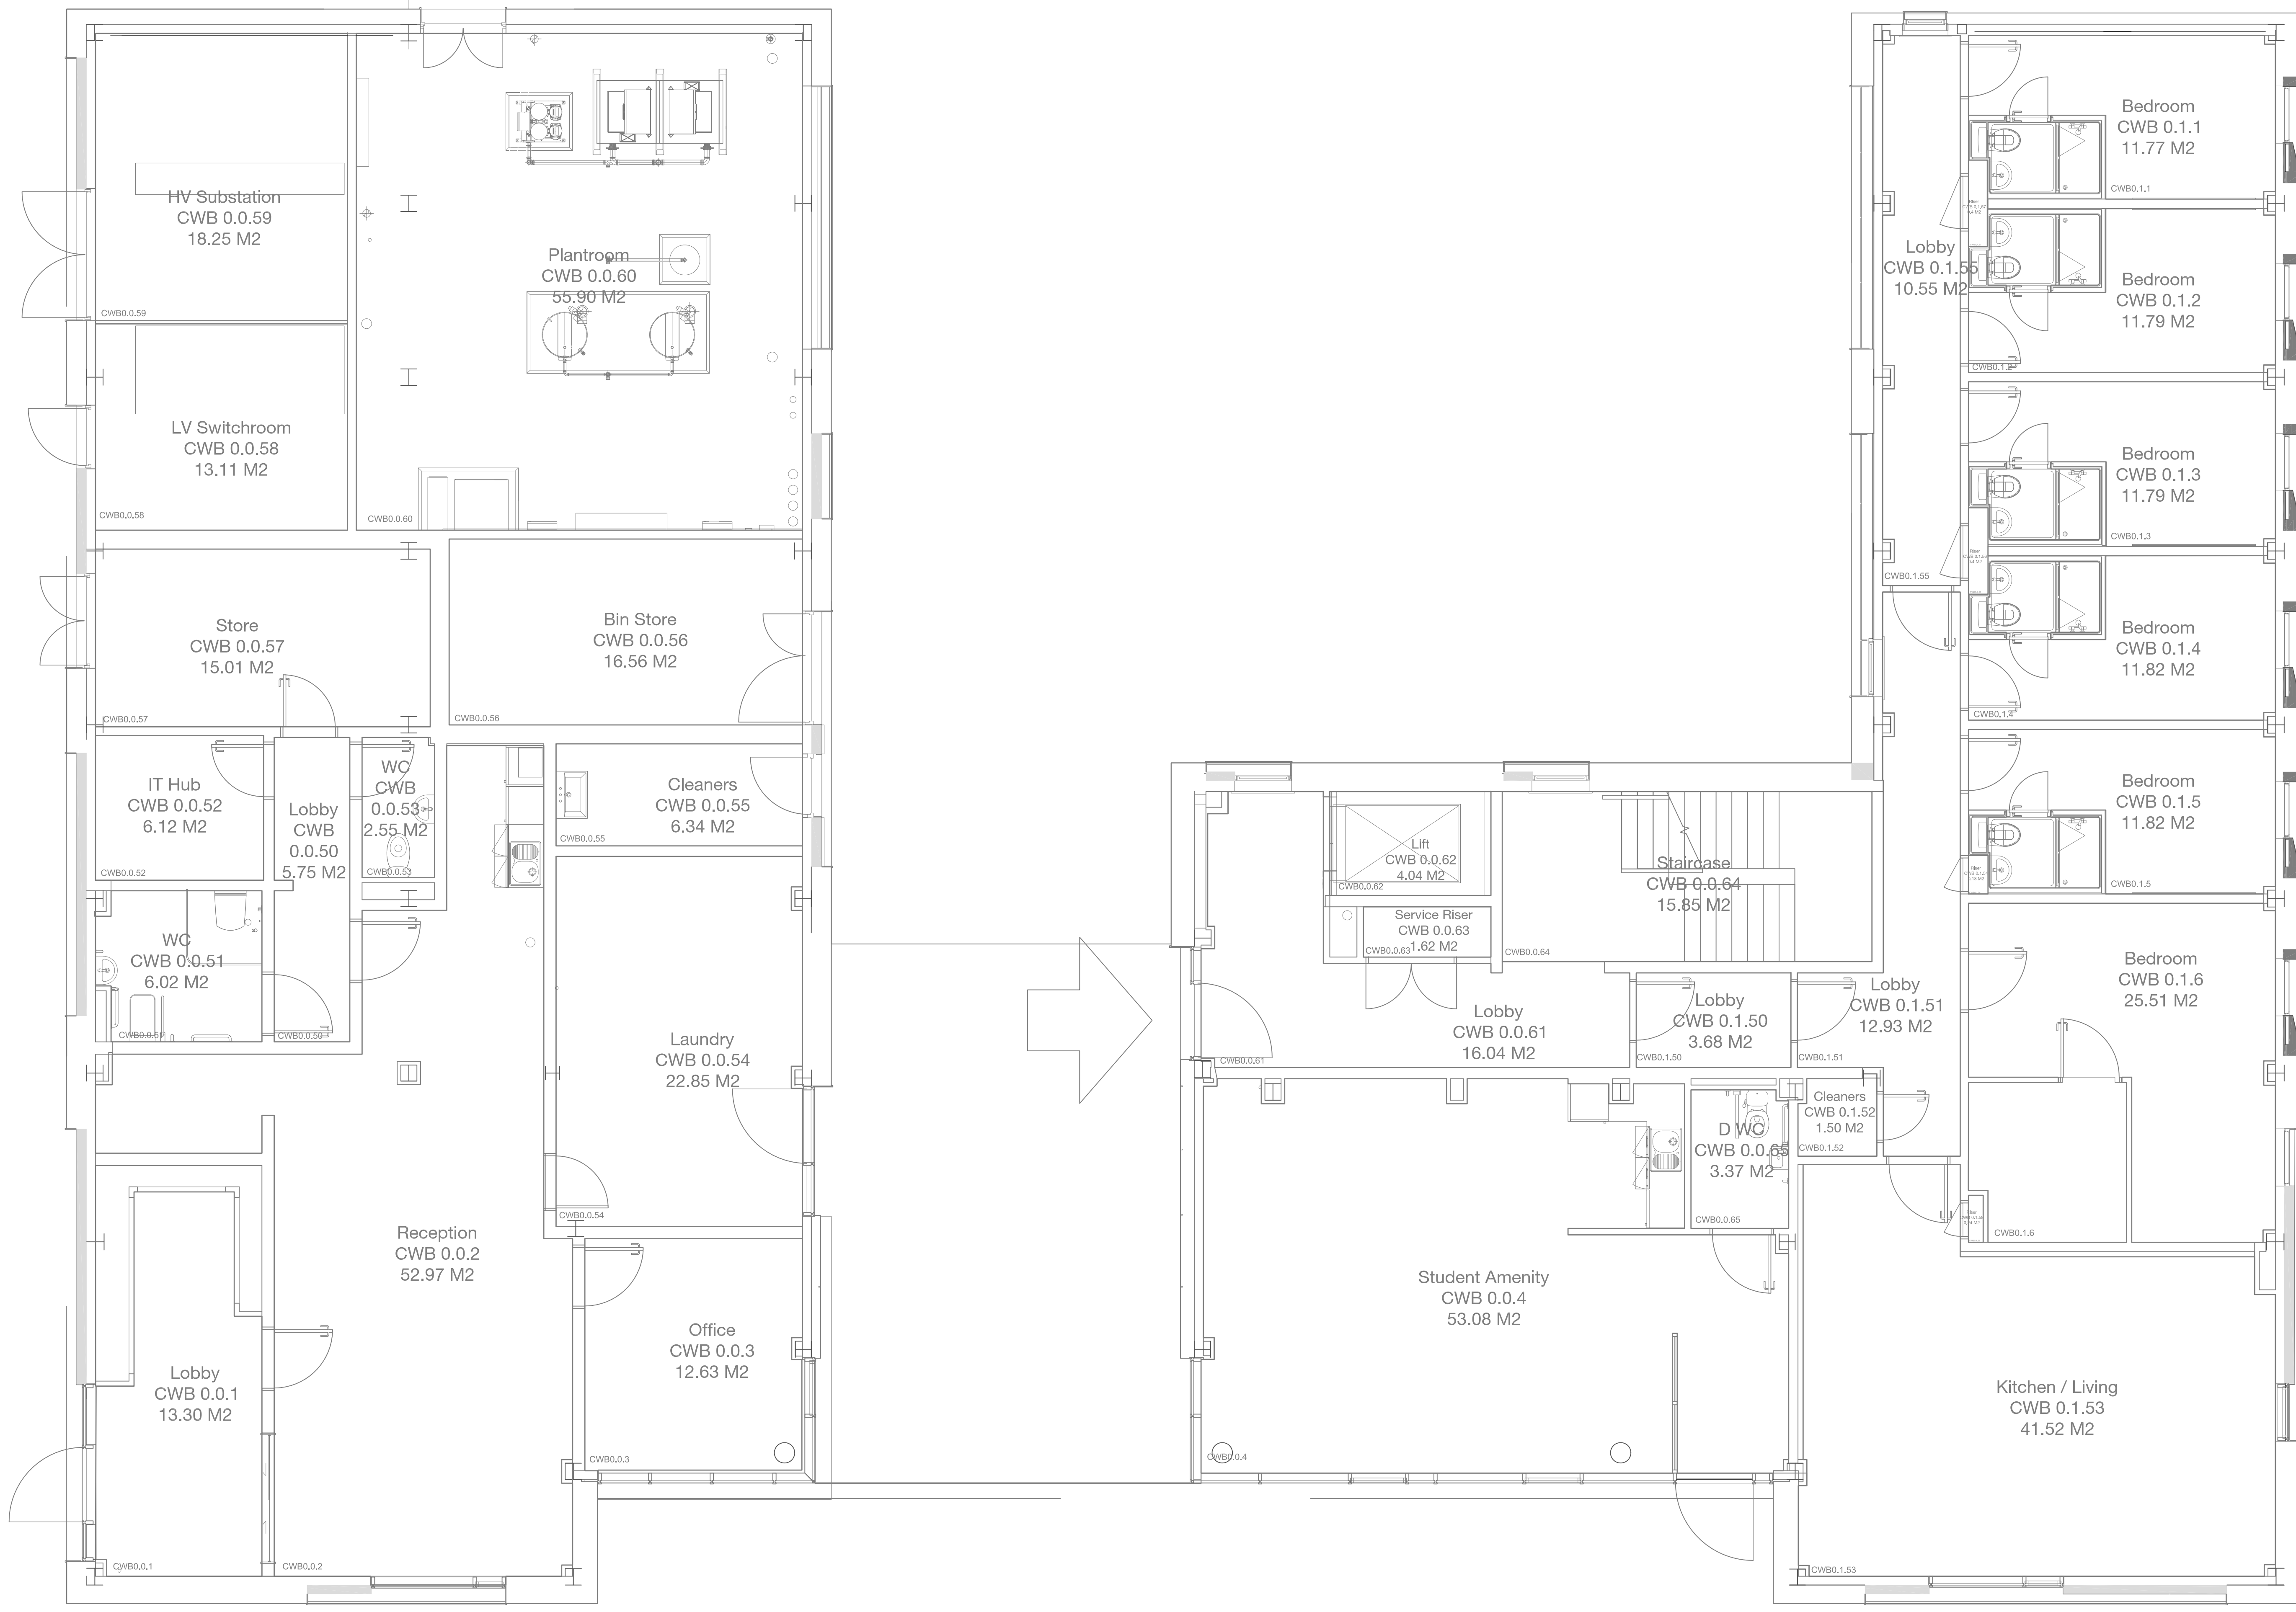 HV Substation
CWB 0.0.59
18.25 M2
CWB0.0.59
Plantroom
CWB 0.0.60
55.90 M2
CWB0.0.60
LV Switchroom
CWB 0.0.58
13.11 M2
CWB0.0.58
Store
CWB 0.0.57
15.01 M2
CWB0.0.57
Bin Store
CWB 0.0.56
16.56 M2
CWB0.0.56
IT Hub
CWB 0.0.52
6.12 M2
CWB0.0.52
Lobby
CWB
0.0.50
5.75 M2
CWB0.0.50
WC
CWB
0.0.53
2.55 M2
CWB0.0.53
Cleaners
CWB 0.0.55
6.34 M2
CWB0.0.55
WC
CWB 0.0.51
6.02 M2
CWB0.0.51
Laundry
CWB 0.0.54
22.85 M2
CWB0.0.54
Reception
CWB 0.0.2
52.97 M2
CWB0.0.2
Office
CWB 0.0.3
12.63 M2
CWB0.0.3
Lobby
CWB 0.0.1
13.30 M2
CWB0.0.1
Lift
CWB 0.0.62
4.04 M2
CWB0.0.62
Service Riser
CWB 0.0.63
1.62 M2
CWB0.0.63
Staircase
CWB 0.0.64
15.85 M2
CWB0.0.64
Lobby
CWB 0.0.61
16.04 M2
CWB0.0.61
Lobby
CWB 0.1.50
3.68 M2
CWB0.1.50
Lobby
CWB 0.1.51
12.93 M2
CWB0.1.51
Cleaners
CWB 0.1.52
1.50 M2
CWB0.1.52
D WC
CWB 0.0.65
3.37 M2
CWB0.0.65
Student Amenity
CWB 0.0.4
53.08 M2
CWB0.0.4
Kitchen / Living
CWB 0.1.53
41.52 M2
CWB0.1.53
Lobby
CWB 0.1.55
10.55 M2
CWB0.1.55
Bedroom
CWB 0.1.1
11.77 M2
CWB0.1.1
Bedroom
CWB 0.1.2
11.79 M2
CWB0.1.2
Bedroom
CWB 0.1.3
11.79 M2
CWB0.1.3
Bedroom
CWB 0.1.4
11.82 M2
CWB0.1.4
Bedroom
CWB 0.1.5
11.82 M2
CWB0.1.5
Bedroom
CWB 0.1.6
25.51 M2
CWB0.1.6
Riser
Riser
Riser
Riser